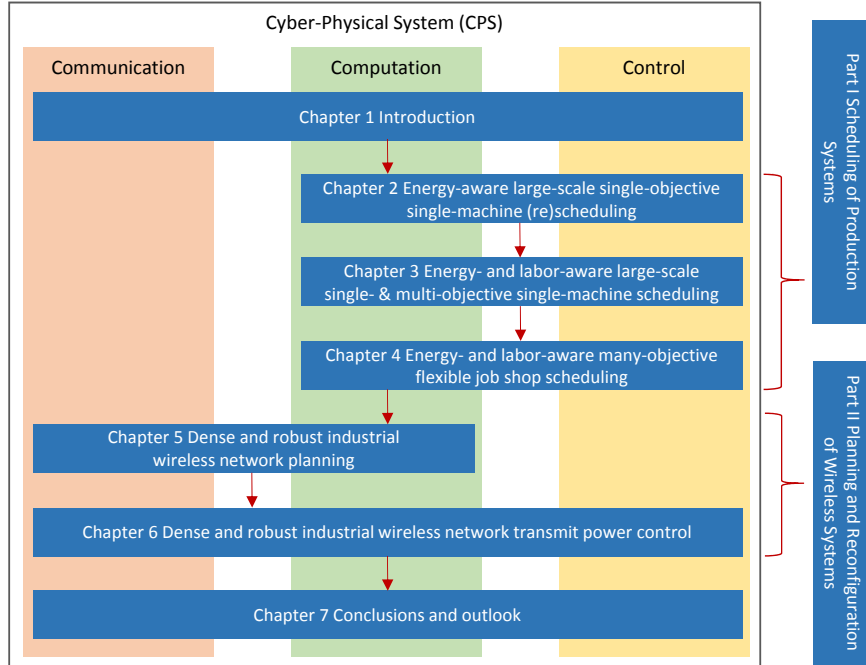 Cyber-Physical System (CPS)
Communication
Computation
Control
Chapter 1 Introduction
Chapter 2 Energy-aware large-scale single-objective
single-machine (re)scheduling
Chapter 3 Energy- and labor-aware large-scale
single- & multi-objective single-machine scheduling
Chapter 4 Energy- and labor-aware many-objective
flexible job shop scheduling
Chapter 5 Dense and robust industrial
wireless network planning
Chapter 6 Dense and robust industrial wireless network transmit power control
Chapter 7 Conclusions and outlook
Part I Scheduling of Production
Systems
Part II Planning and Reconfiguration
of Wireless Systems